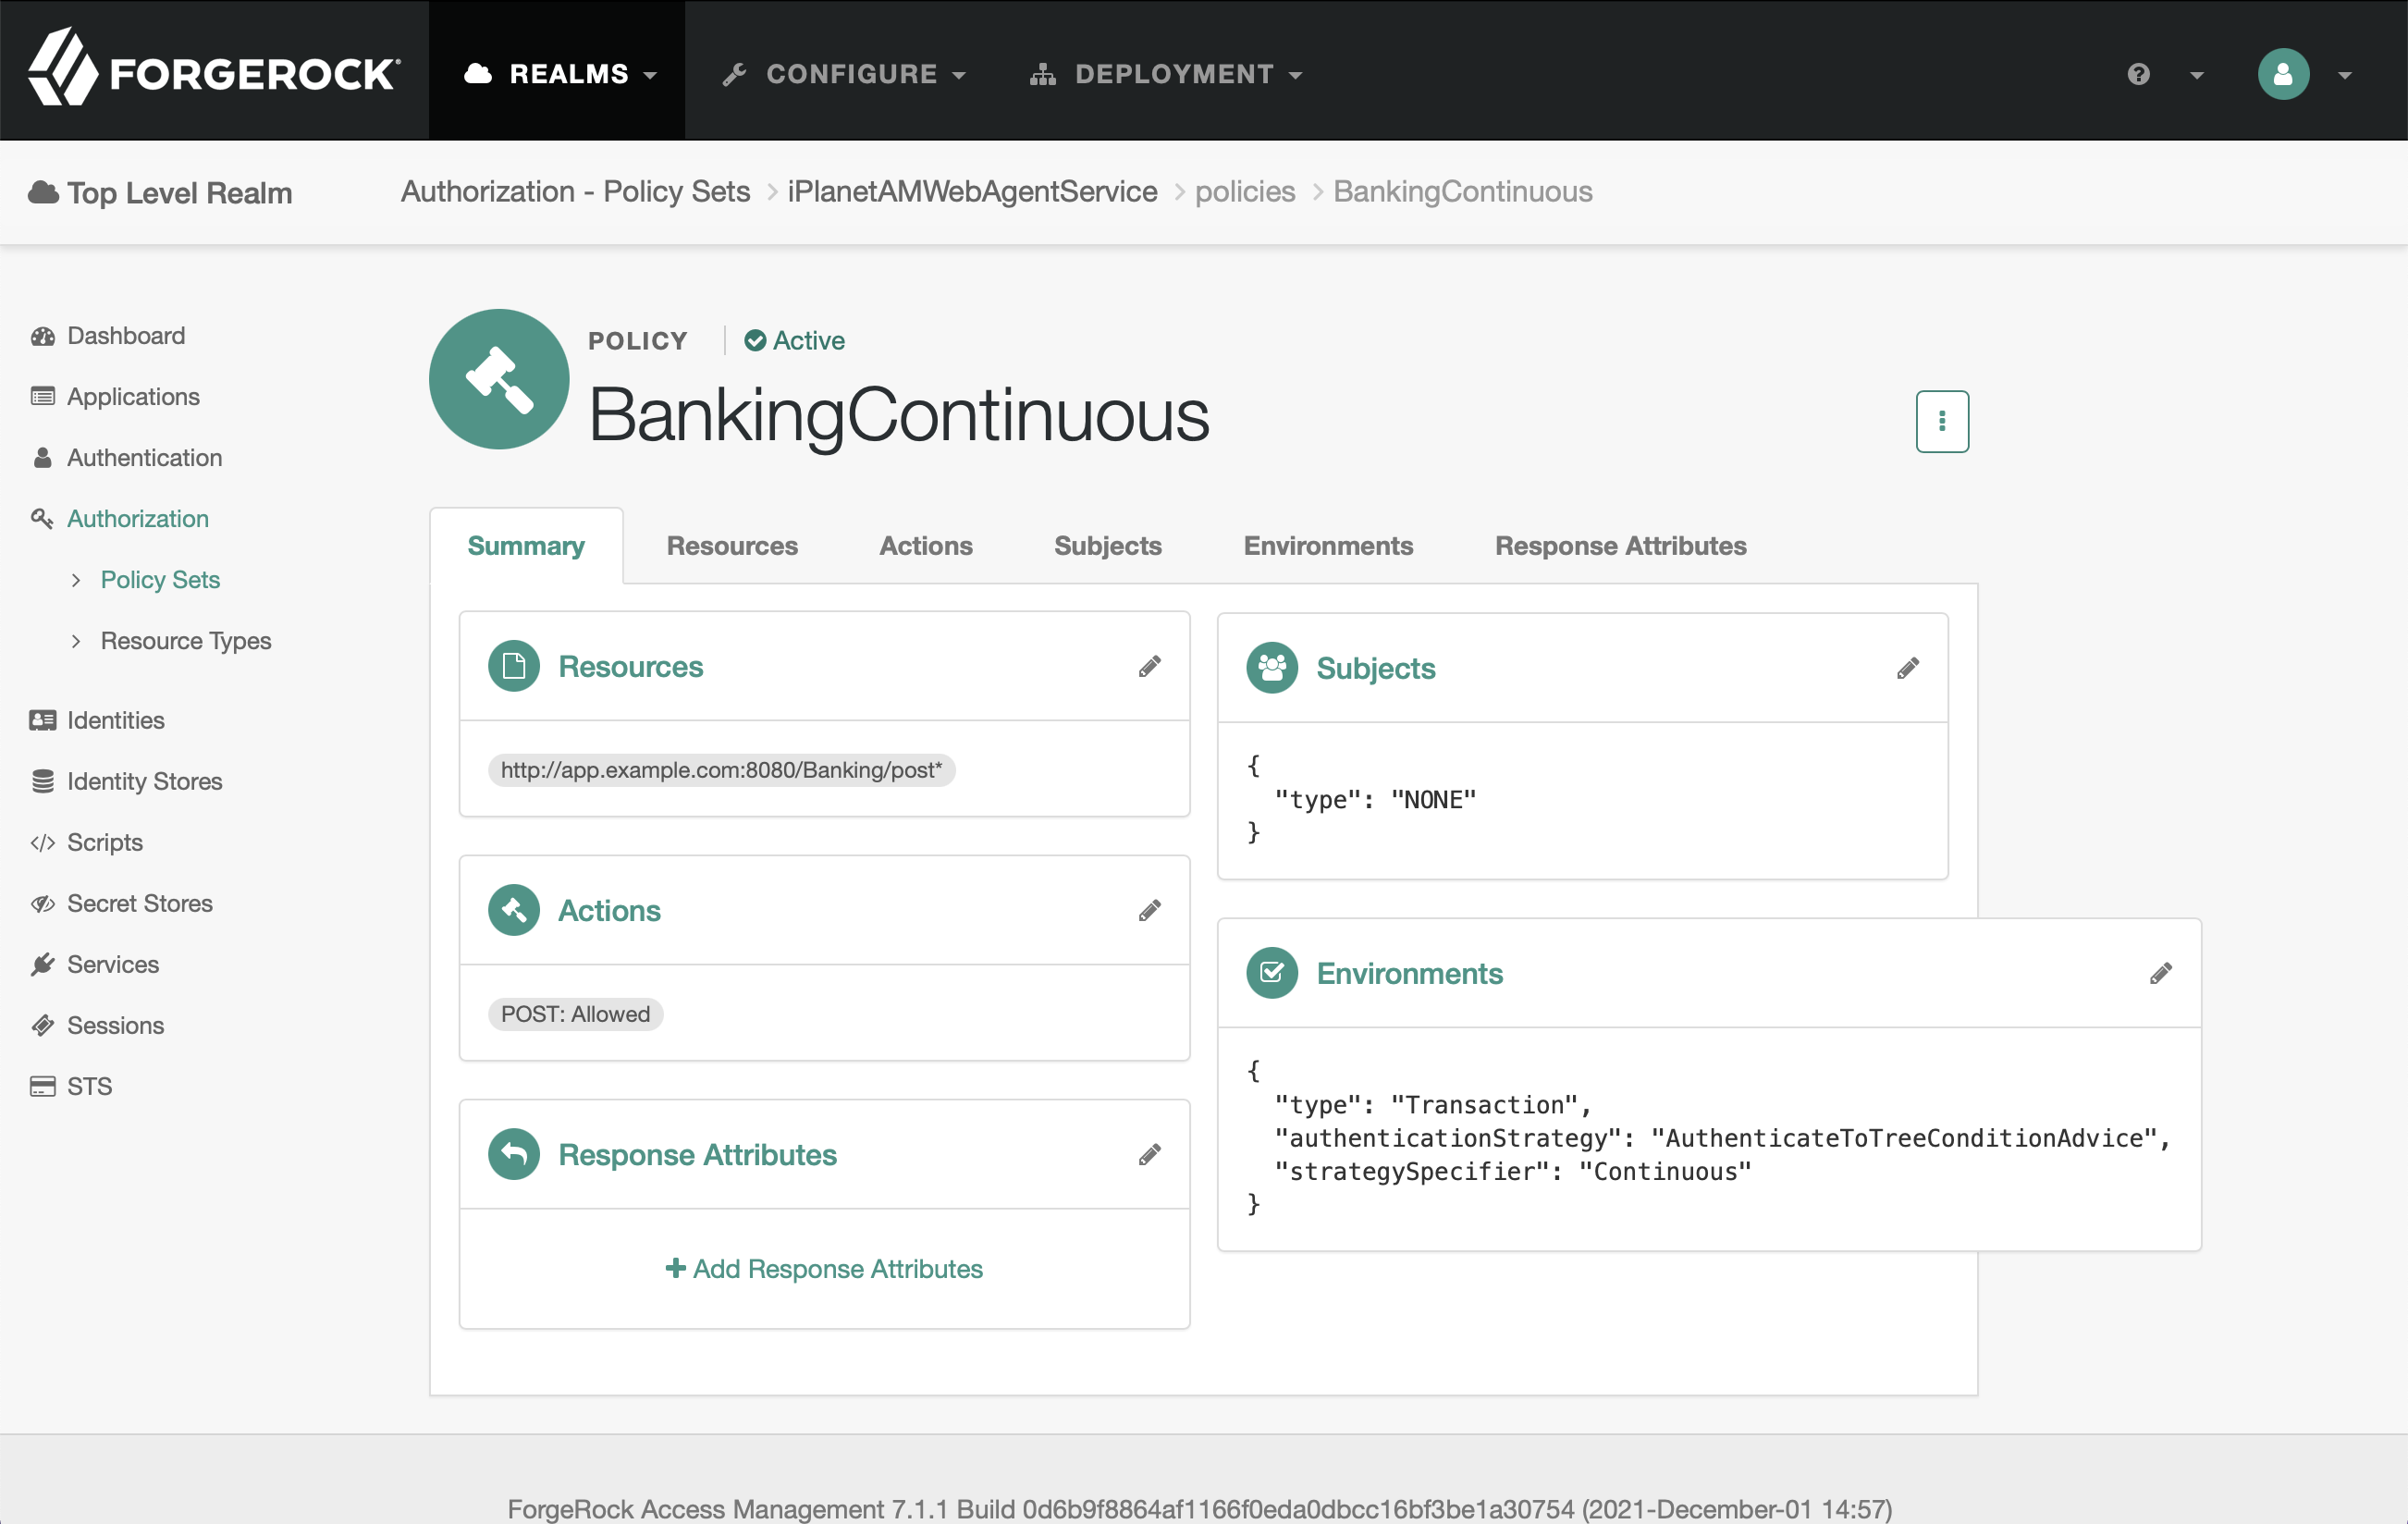 FORGEROCK
REALMS
CONFIGURE
DEPLOYMENT
Top Level Realm
Authorization - Policy Sets > iPlanetAMWebAgentService > policies > BankingContinuous
Dashboard
Applications
Authentication
Authorization
Policy Sets
Resource Types
Identities
Identity Stores
Scripts
Secret Stores
Services
Sessions
STS
POLICY
Active
BankingContinuous
Summary
Resources
Actions
Subjects
Environments
Response Attributes
Resources
http://app.example.com:8080/Banking/post*
Actions
POST: Allowed
Response Attributes
+ Add Response Attributes
Subjects
{
"type": "NONE"
}
Environments
{
"type": "Transaction",
"authenticationStrategy": "AuthenticateToTreeConditionAdvice",
"strategySpecifier": "Continuous"
}
ForgeRock Access Management 7.1.1 Build 0d6b9f8864af1166f0eda0dbcc16bf3be1a30754 (2021-December-01 14:57)